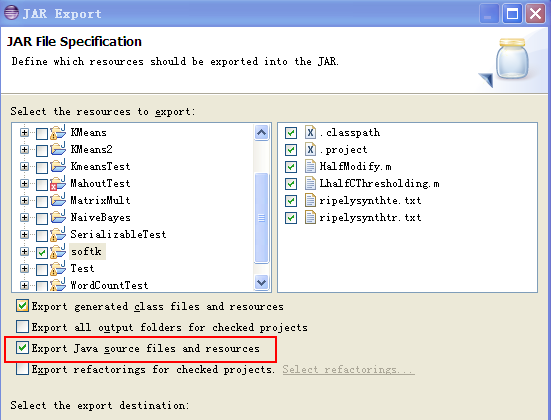 JAR Export
JAR File Specification
Define which resources should be exported into the JAR.
Select the resources to export:
KMeans
KMeans2
KmeansTest
MahoutTest
MatrixMult
NaiveBayes
SerializableTest
softk
Test
WordCountTest
.classpath
.project
HalfModify.m
LhalfCThresholding.m
ripelysynthte.txt
ripelysynthtr.txt
Export generated class files and resources
Export all output folders for checked projects
Export Java source files and resources
Export refactorings for checked projects. Select refactorings...
Select the export destination: